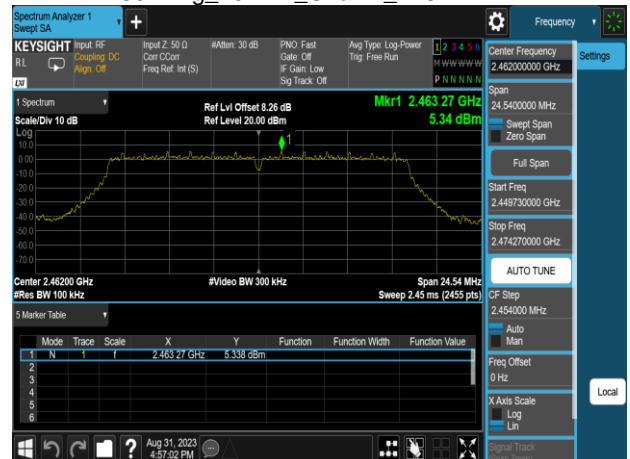 Spectrum Analyzer 1
Swept SA
Frequency
KEYSIGHT
RL
LXI
Input: RF
Coupling: DC
Align: Off
Input Z: 50 Ω
Corr CCorr
Freq Ref: Int (S)
#Atten: 30 dB
PNO: Fast
Gate: Off
IF Gain: Low
Sig Track: Off
Avg Type: Log-Power
Trig: Free Run
1 2 3 4 5 6
M W W W W W
P N N N N N
1 Spectrum
Scale/Div 10 dB
Ref Lvl Offset 8.26 dB
Ref Level 20.00 dBm
Mkr1 2.463 27 GHz
5.34 dBm
Log
10.0
0.00
-10.0
-20.0
-30.0
-40.0
-50.0
-60.0
-70.0
1
Center 2.46200 GHz
#Res BW 100 kHz
#Video BW 300 kHz
Span 24.54 MHz
Sweep 2.45 ms (2455 pts)
5 Marker Table
Mode Trace Scale X Y Function Function Width Function Value
1 N 1 f 2.463 27 GHz 5.338 dBm
2
3
4
5
6
Aug 31, 2023
4:57:02 PM
Center Frequency
2.462000000 GHz
Settings
Span
24.5400000 MHz
Swept Span
Zero Span
Full Span
Start Freq
2.449730000 GHz
Stop Freq
2.474270000 GHz
AUTO TUNE
CF Step
2.454000 MHz
Auto
Man
Freq Offset
0 Hz
X Axis Scale
Log
Lin
Local
Signal Track